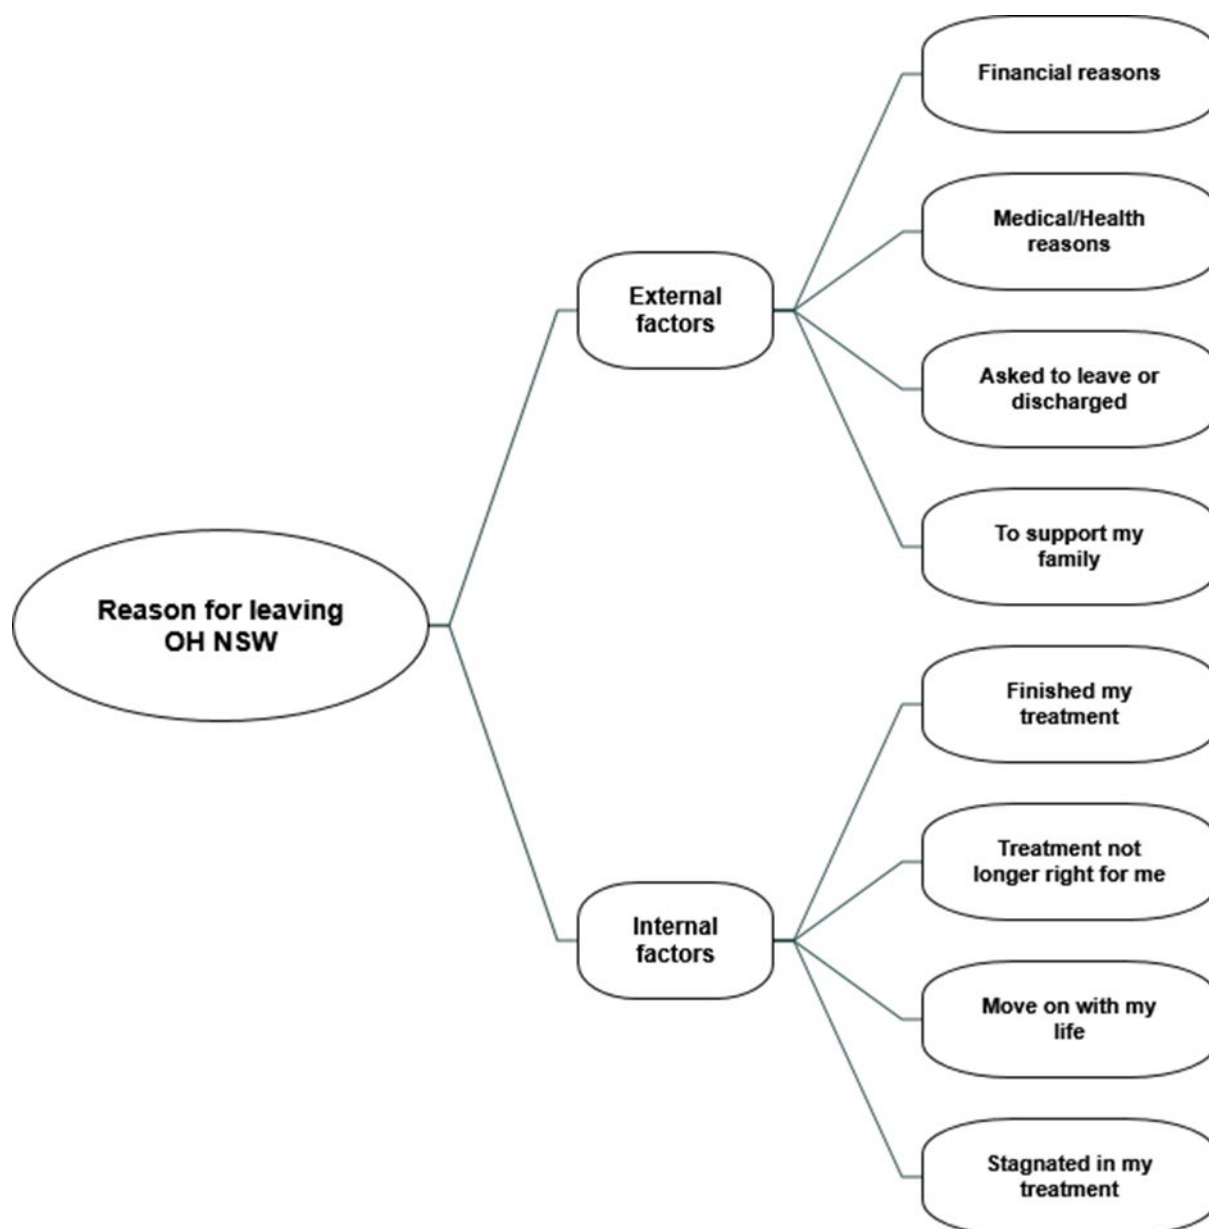 Reason for leaving
OH NSW
External
factors
Financial reasons
Medical/Health
reasons
Asked to leave or
discharged
To support my
family
Internal
factors
Finished my
treatment
Treatment not
longer right for me
Move on with my
life
Stagnated in my
treatment